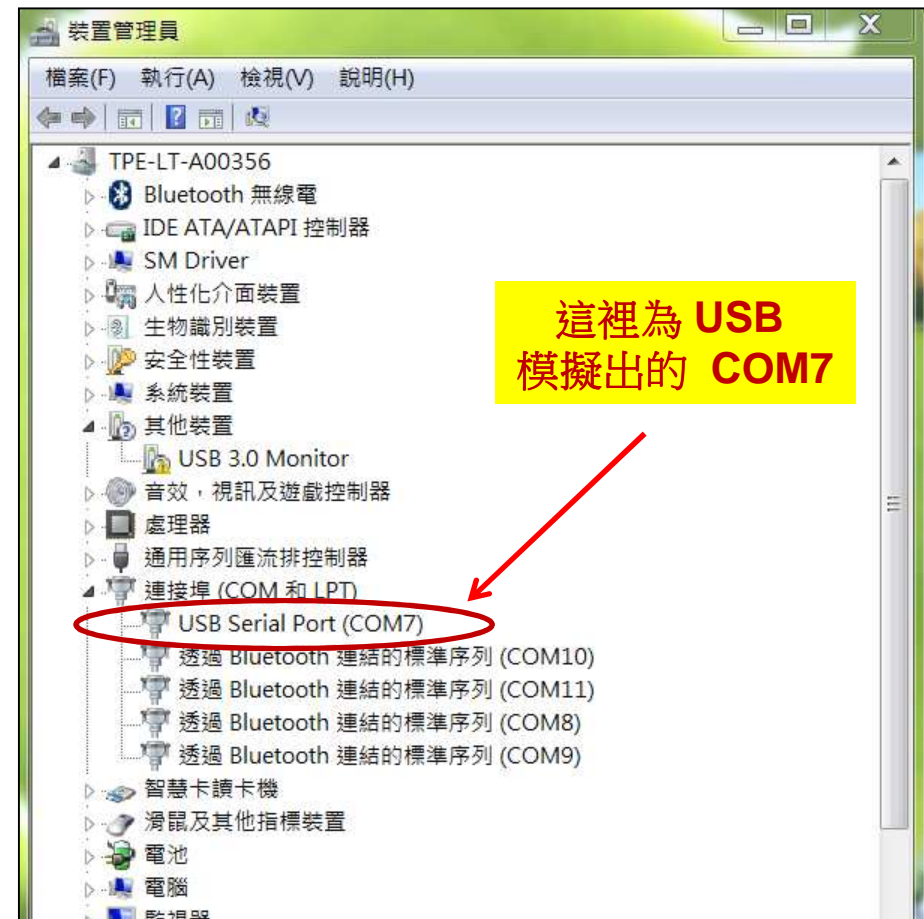 裝置管理員
檔案(F) 執行(A) 檢視(V) 說明(H)
TPE-LT-A00356
Bluetooth 無線電
IDE ATA/ATAPI 控制器
SM Driver
人性化介面裝置
生物識別裝置
安全性裝置
系統裝置
其他裝置
USB 3.0 Monitor
音效，視訊及遊戲控制器
處理器
通用序列匯流排控制器
連接埠 (COM 和 LPT)
USB Serial Port (COM7)
透過 Bluetooth 連結的標準序列 (COM10)
透過 Bluetooth 連結的標準序列 (COM11)
透過 Bluetooth 連結的標準序列 (COM8)
透過 Bluetooth 連結的標準序列 (COM9)
智慧卡讀卡機
滑鼠及其他指標裝置
電池
電腦
監視器
這裡為 USB
模擬出的 COM7